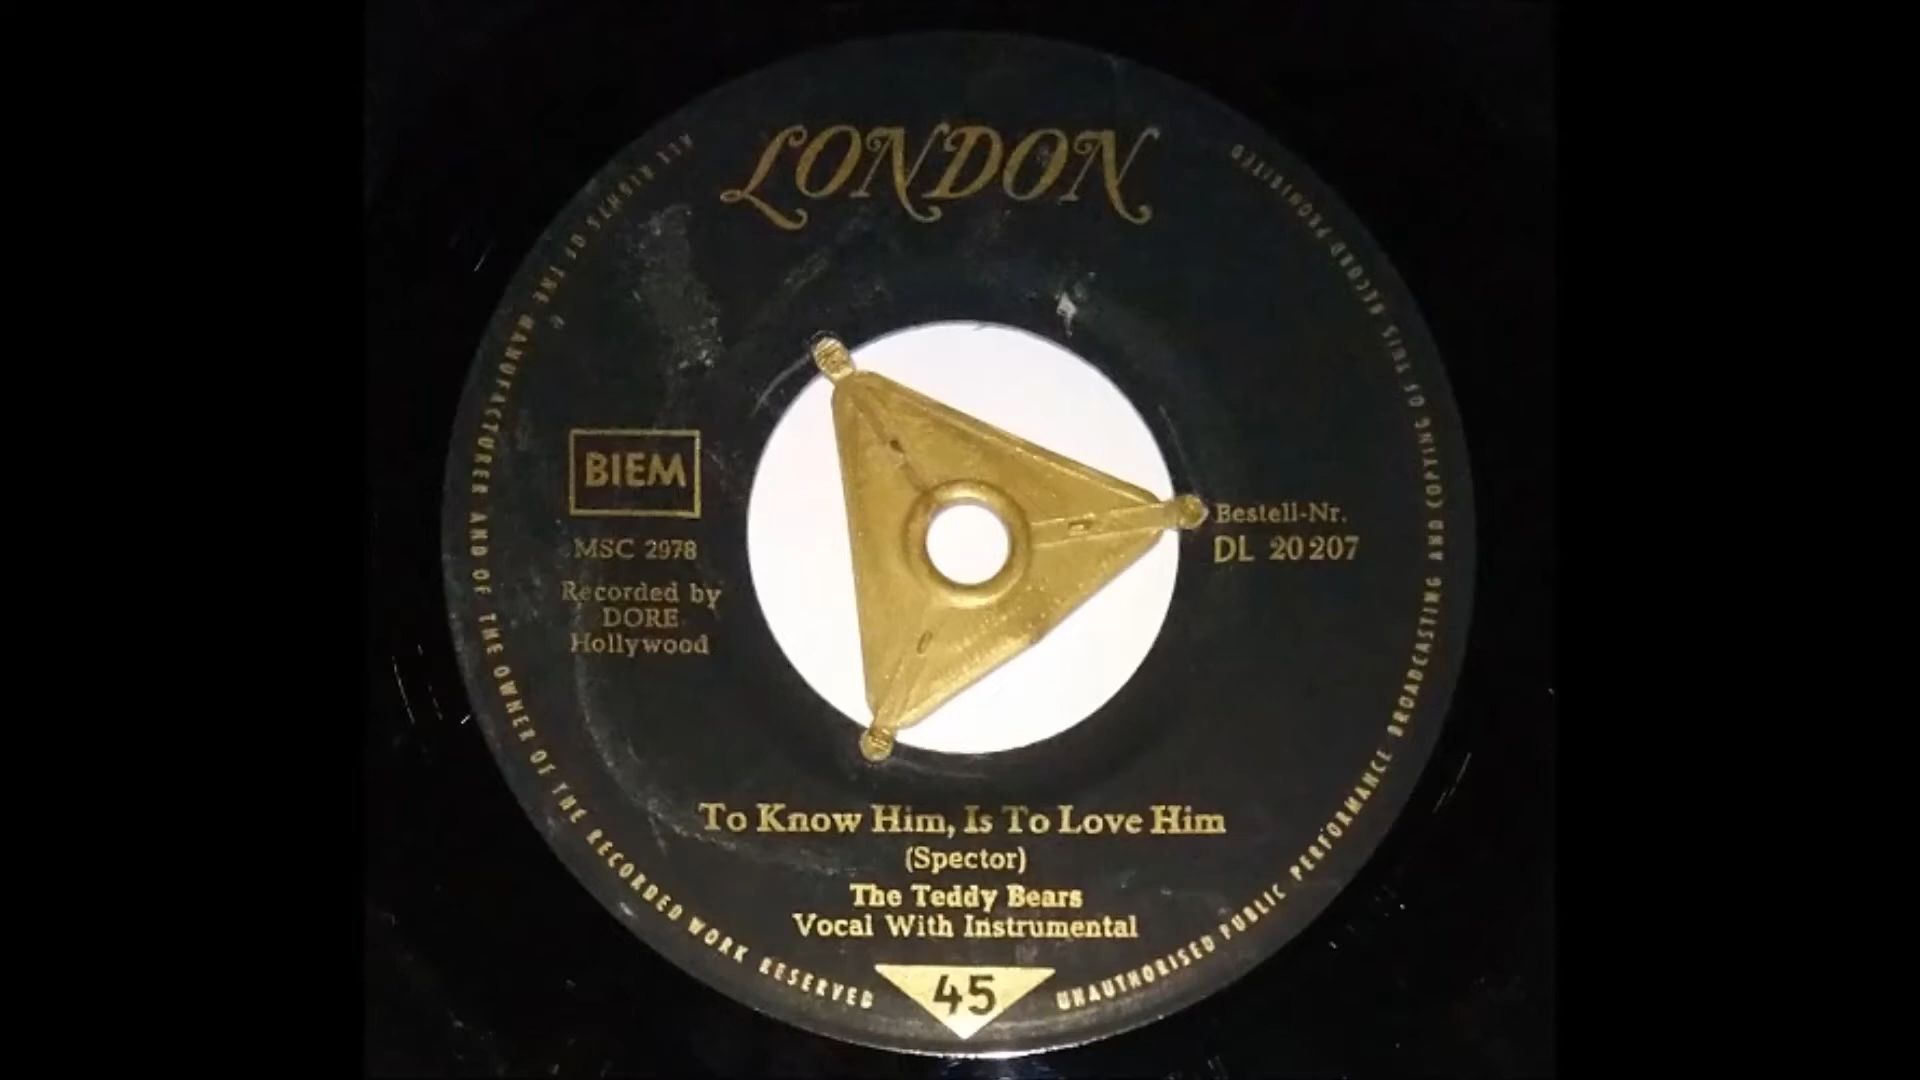 LONDON
BIEM
MSC 2978
Recorded by
DORE
Hollywood
Bestell-Nr.
DL 20207
To Know Him, Is To Love Him
(Spector)
The Teddy Bears
Vocal With Instrumental
45
ALL RIGHTS OF THE MANUFACTURER AND OF THE OWNER OF THE RECORDED WORK RESERVED
UNAUTHORISED PUBLIC PERFORMANCE BROADCASTING AND COPYING OF THIS RECORD PROHIBITED